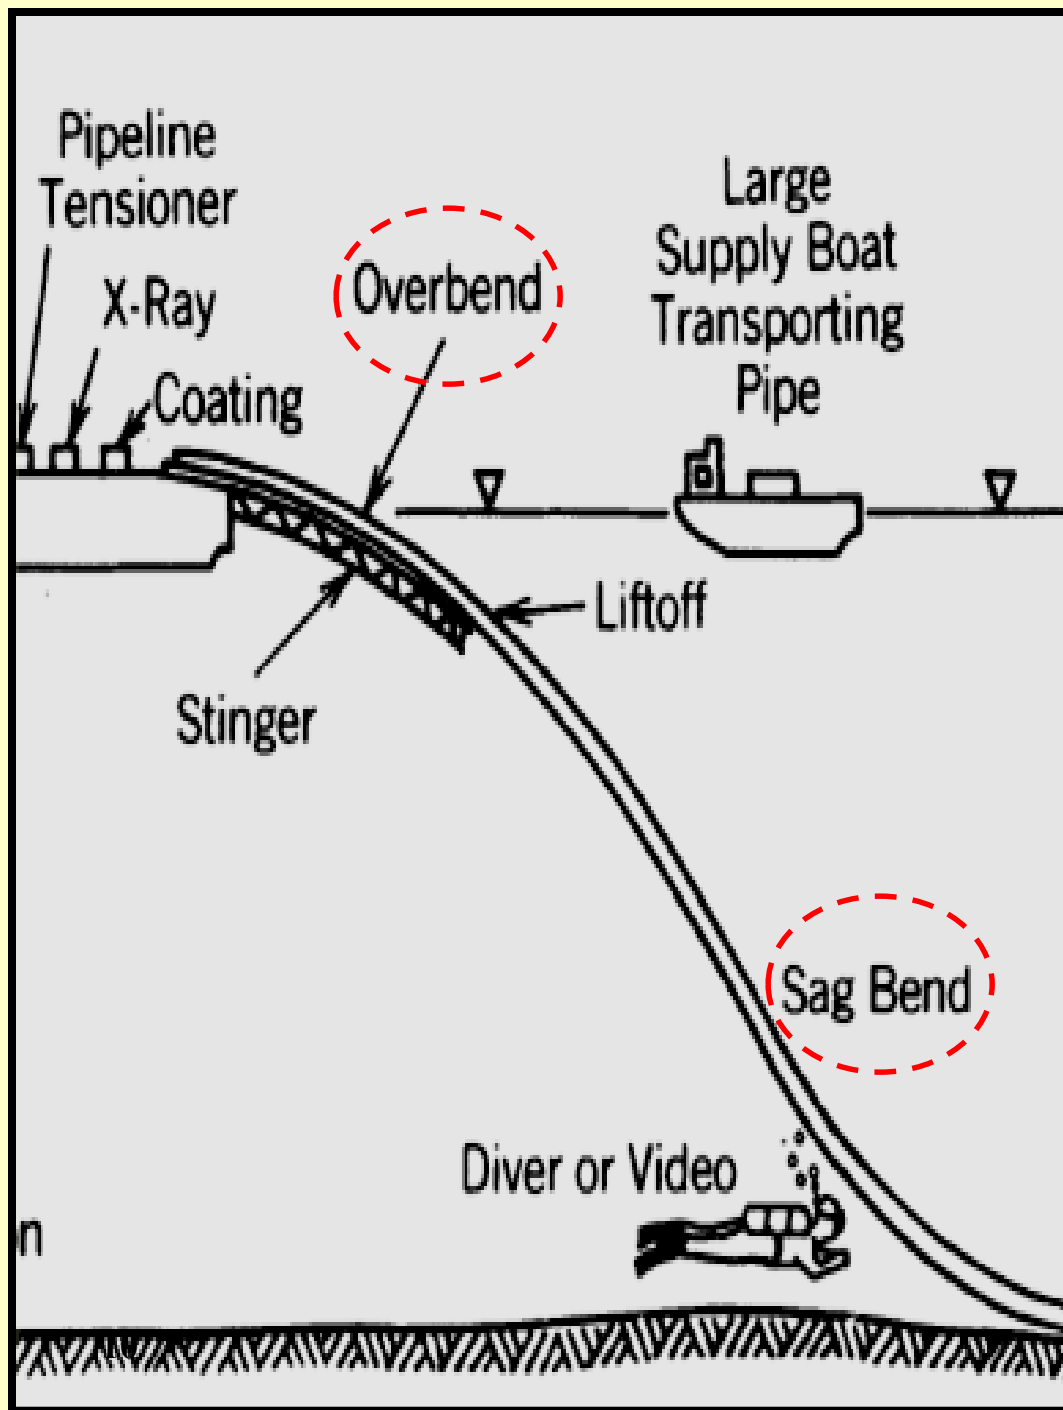 Pipeline
Tensioner
X-Ray
Coating
Overbend
Large
Supply Boat
Transporting
Pipe
Liftoff
Stinger
Sag Bend
Diver or Video
n